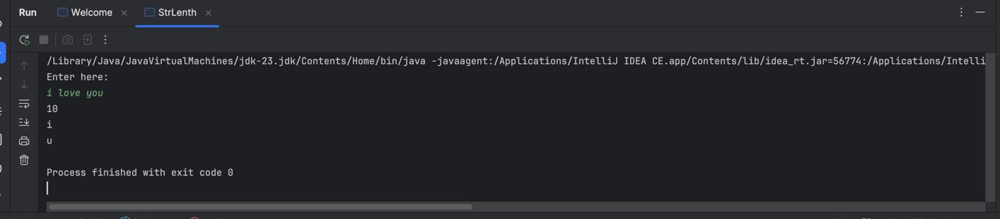 Run Welcome StrLenth
/Library/Java/JavaVirtualMachines/jdk-23.jdk/Contents/Home/bin/java -javaagent:/Applications/IntelliJ IDEA CE.app/Contents/lib/idea_rt.jar=56774:/Applications/Intelli
Enter here:
i love you
10
i
u
Process finished with exit code 0